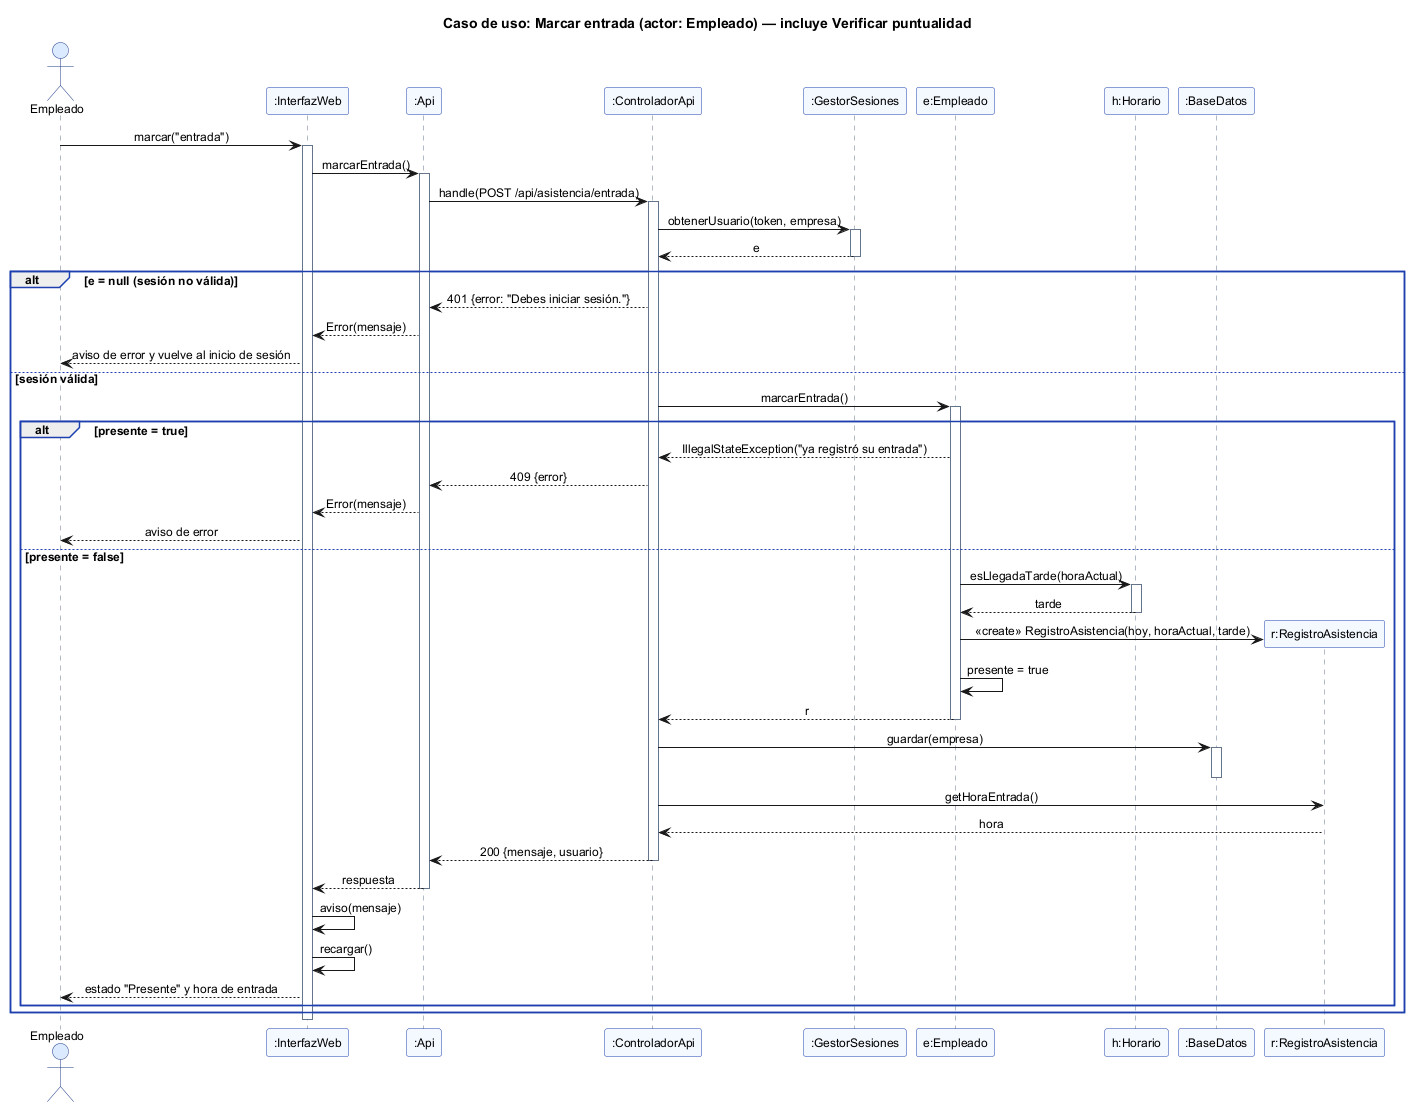 Caso de uso: Marcar entrada (actor: Empleado) — incluye Verificar puntualidad
Empleado
:InterfazWeb
:Api
:ControladorApi
:GestorSesiones
e:Empleado
h:Horario
:BaseDatos
marcar("entrada")
marcarEntrada()
handle(POST /api/asistencia/entrada)
obtenerUsuario(token, empresa)
e
alt
[e = null (sesión no válida)]
401 {error: "Debes iniciar sesión."}
Error(mensaje)
aviso de error y vuelve al inicio de sesión
[sesión válida]
marcarEntrada()
alt
[presente = true]
IllegalStateException("ya registró su entrada")
409 {error}
Error(mensaje)
aviso de error
[presente = false]
esLlegadaTarde(horaActual)
tarde
«create» RegistroAsistencia(hoy, horaActual, tarde)
r:RegistroAsistencia
presente = true
r
guardar(empresa)
getHoraEntrada()
hora
200 {mensaje, usuario}
respuesta
aviso(mensaje)
recargar()
estado "Presente" y hora de entrada
Empleado
:InterfazWeb
:Api
:ControladorApi
:GestorSesiones
e:Empleado
h:Horario
:BaseDatos
r:RegistroAsistencia